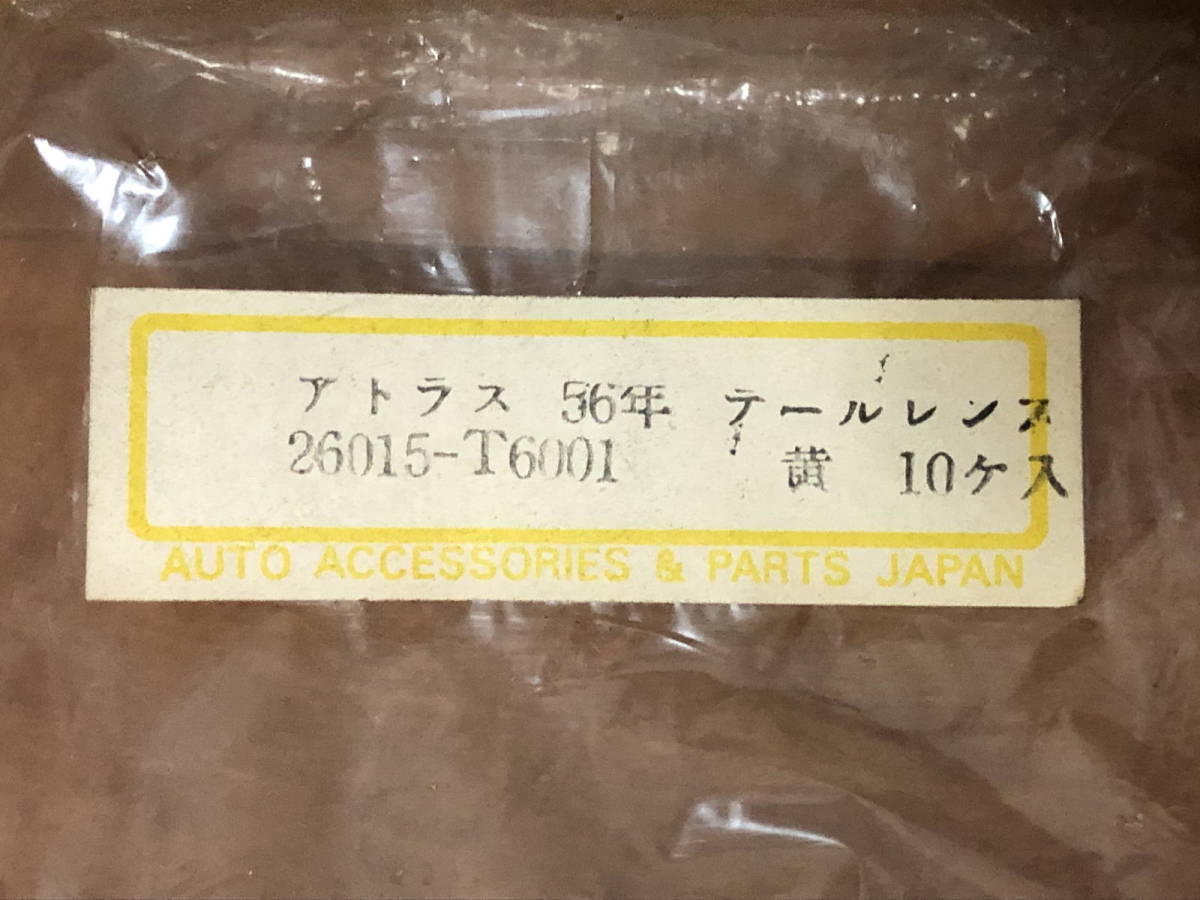 アトラス 56年 テールレンズ
26015-T6001 黄 10ケ入
AUTO ACCESSORIES & PARTS JAPAN